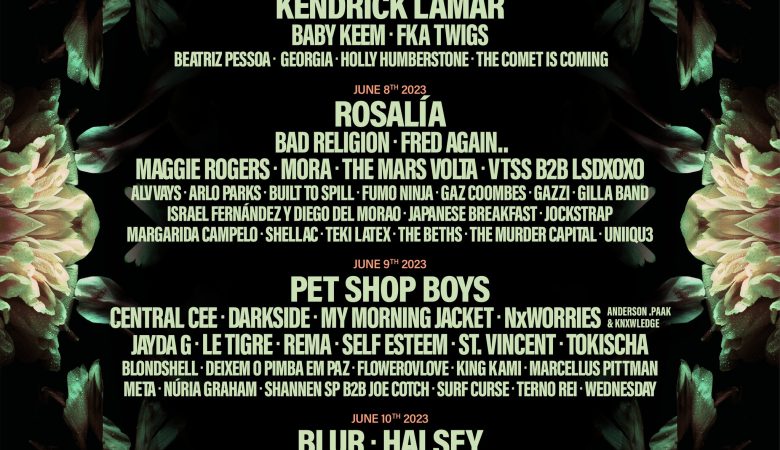 KENDRICK LAMAR
BABY KEEM · FKA TWIGS
BEATRIZ PESSOA · GEORGIA · HOLLY HUMBERSTONE · THE COMET IS COMING
JUNE 8TH 2023
ROSALÍA
BAD RELIGION · FRED AGAIN..
MAGGIE ROGERS · MORA · THE MARS VOLTA · VTSS B2B LSDXOXO
ALVVAYS · ARLO PARKS · BUILT TO SPILL · FUMO NINJA · GAZ COOMBES · GAZZI · GILLA BAND
ISRAEL FERNÁNDEZ Y DIEGO DEL MORAO · JAPANESE BREAKFAST · JOCKSTRAP
MARGARIDA CAMPELO · SHELLAC · TEKI LATEX · THE BETHS · THE MURDER CAPITAL · UNIIQU3
JUNE 9TH 2023
PET SHOP BOYS
CENTRAL CEE · DARKSIDE · MY MORNING JACKET · NxWORRIES ANDERSON .PAAK & KNXWLEDGE
JAYDA G · LE TIGRE · REMA · SELF ESTEEM · ST. VINCENT · TOKISCHA
BLONDSHELL · DEIXEM O PIMBA EM PAZ · FLOWEROVLOVE · KING KAMI · MARCELLUS PITTMAN
META · NÚRIA GRAHAM · SHANNEN SP B2B JOE COTCH · SURF CURSE · TERNO REI · WEDNESDAY
JUNE 10TH 2023
BLUR · HALSEY